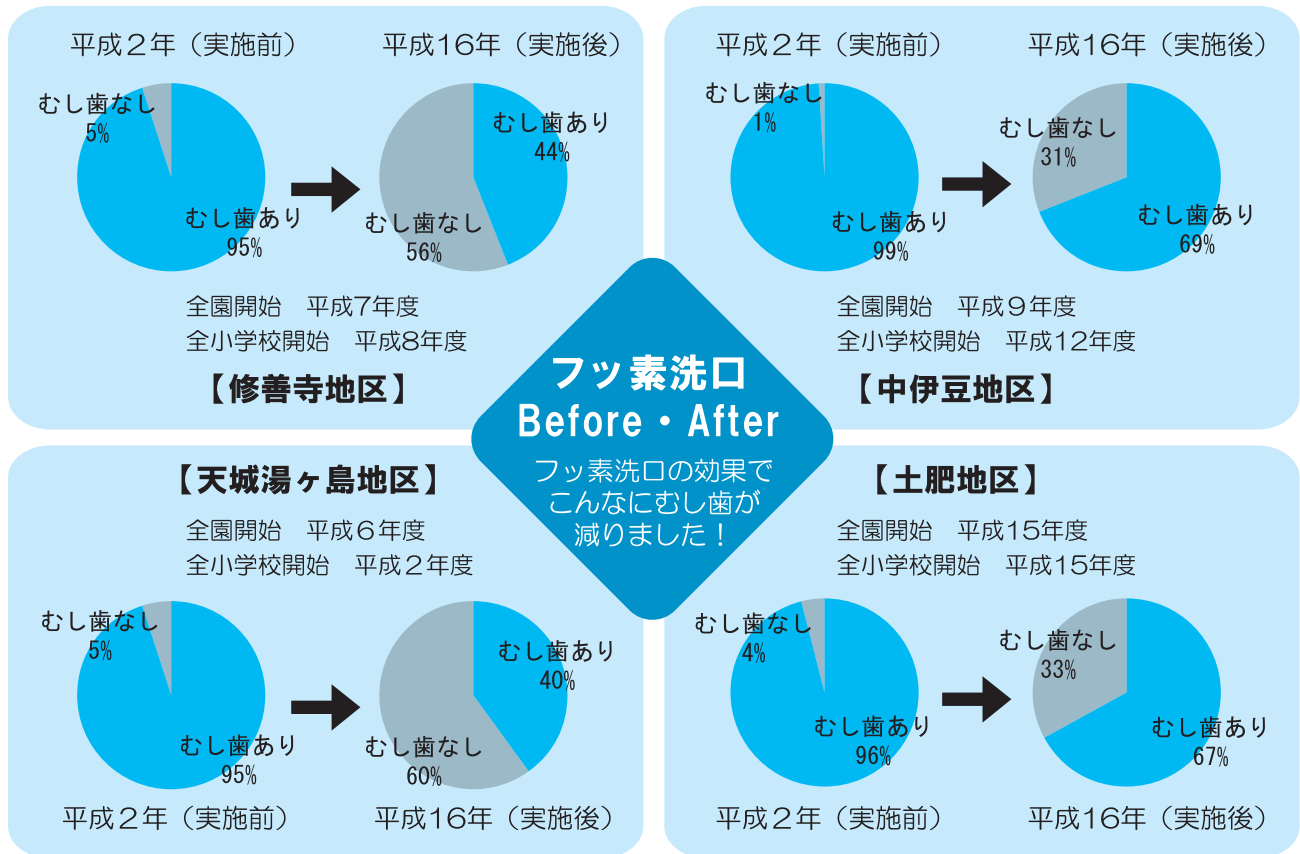 平成2年（実施前）
平成16年（実施後）
むし歯なし
5%
むし歯あり
95%
むし歯あり
44%
むし歯なし
56%
全園開始　平成7年度
全小学校開始　平成8年度
【修善寺地区】
平成2年（実施前）
平成16年（実施後）
むし歯なし
1%
むし歯あり
99%
むし歯なし
31%
むし歯あり
69%
全園開始　平成9年度
全小学校開始　平成12年度
【中伊豆地区】
フッ素洗口
Before・After
フッ素洗口の効果で
こんなにむし歯が
減りました！
【天城湯ヶ島地区】
全園開始　平成6年度
全小学校開始　平成2年度
むし歯なし
5%
むし歯あり
95%
むし歯あり
40%
むし歯なし
60%
平成2年（実施前）
平成16年（実施後）
【土肥地区】
全園開始　平成15年度
全小学校開始　平成15年度
むし歯なし
4%
むし歯あり
96%
むし歯なし
33%
むし歯あり
67%
平成2年（実施前）
平成16年（実施後）